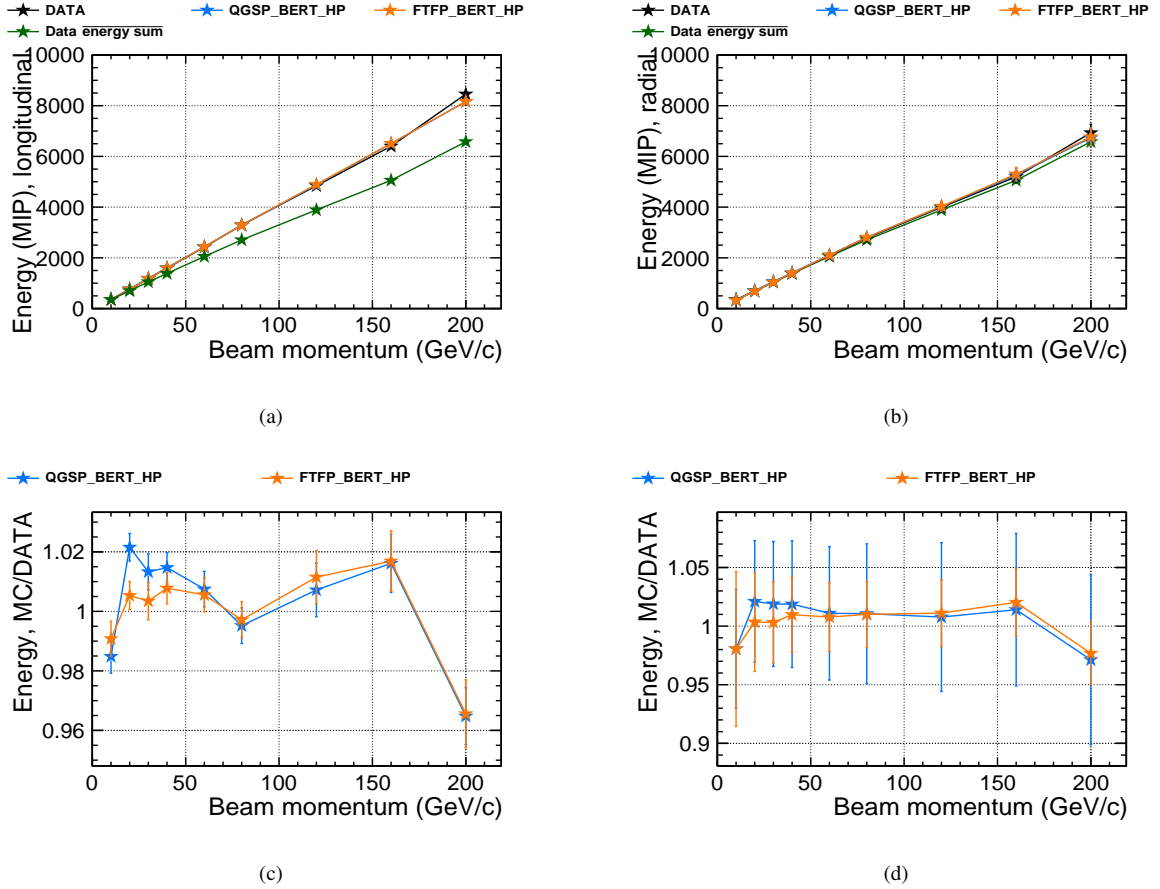 DATA QGSP_BERT_HP FTFP_BERT_HP
Data energy sum
Energy (MIP), longitudinal
10000
8000
6000
4000
2000
0
0 50 100 150 200
Beam momentum (GeV/c)
(a)
DATA QGSP_BERT_HP FTFP_BERT_HP
Data energy sum
Energy (MIP), radial
10000
8000
6000
4000
2000
0
0 50 100 150 200
Beam momentum (GeV/c)
(b)
QGSP_BERT_HP FTFP_BERT_HP
Energy, MC/DATA
1.02
1
0.98
0.96
0 50 100 150 200
Beam momentum (GeV/c)
(c)
QGSP_BERT_HP FTFP_BERT_HP
Energy, MC/DATA
1.05
1
0.95
0.9
0 50 100 150 200
Beam momentum (GeV/c)
(d)